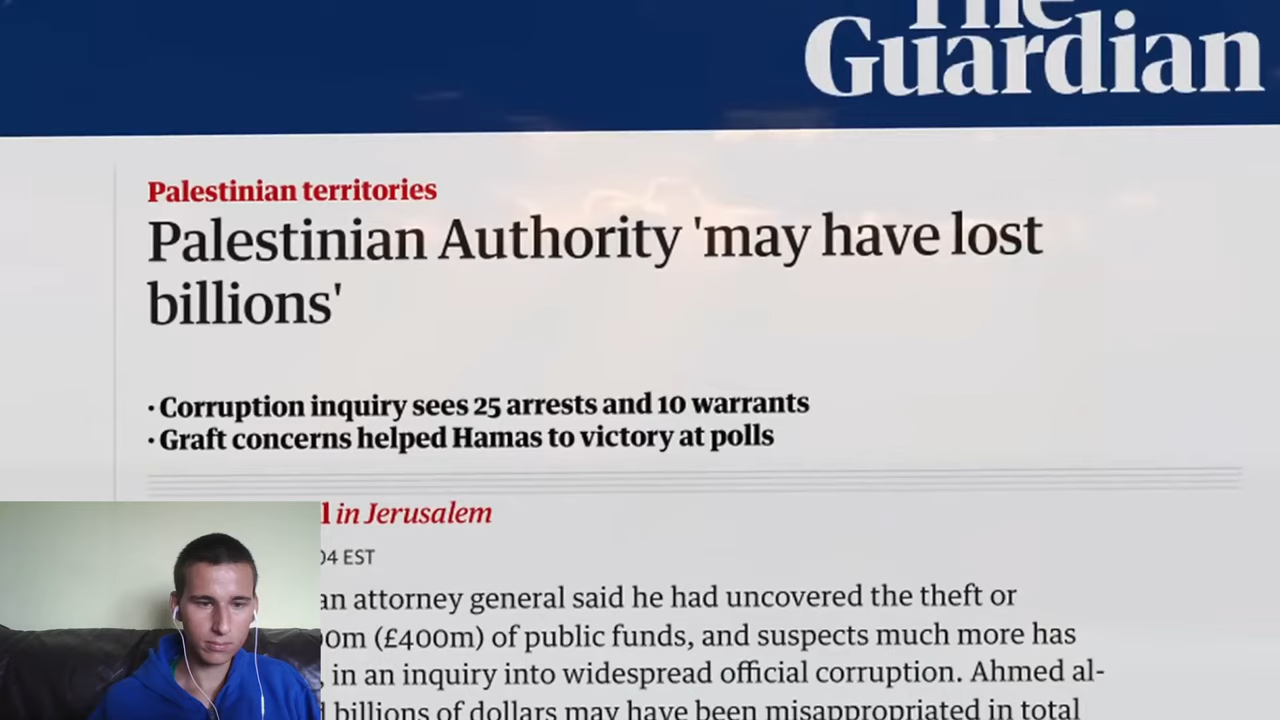 The
Guardian
Palestinian territories
Palestinian Authority 'may have lost
billions'
· Corruption inquiry sees 25 arrests and 10 warrants
· Graft concerns helped Hamas to victory at polls
in Jerusalem
EST
an attorney general said he had uncovered the theft or
(£400m) of public funds, and suspects much more has
in an inquiry into widespread official corruption. Ahmed al-
billions of dollars may have been misappropriated in total